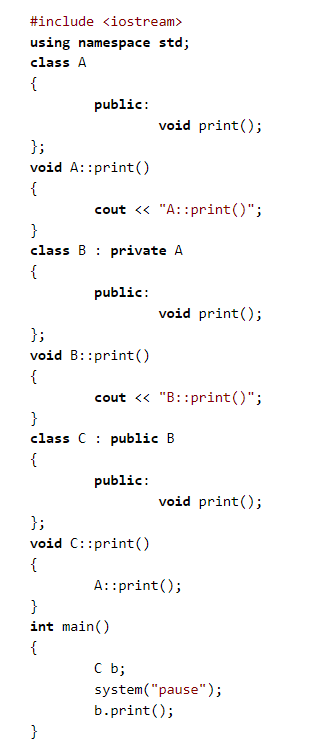 #include <iostream>
using namespace std;
class A
{
        public:
                void print();
};
void A::print()
{
        cout << "A::print()";
}
class B : private A
{
        public:
                void print();
};
void B::print()
{
        cout << "B::print()";
}
class C : public B
{
        public:
                void print();
};
void C::print()
{
        A::print();
}
int main()
{
        C b;
        system("pause");
        b.print();
}